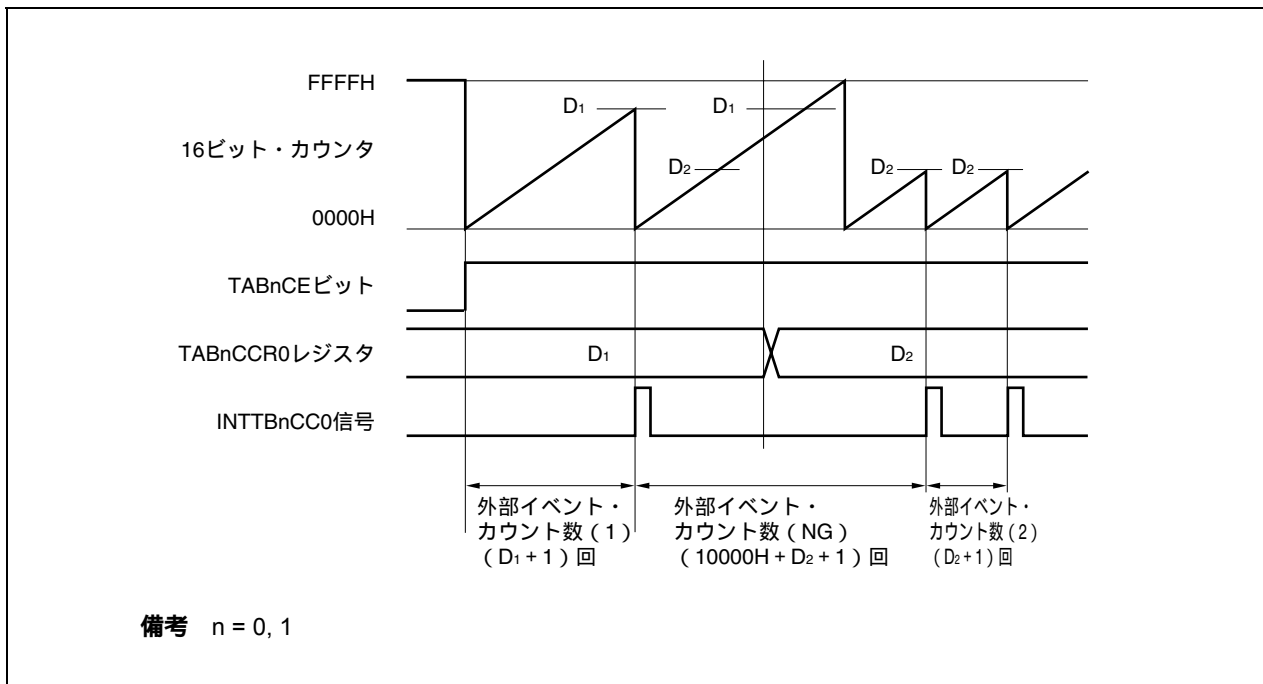 FFFFH
16ビット・カウンタ
0000H
D1
D2
D1
D2
D2
TABnCEビット
TABnCCR0レジスタ
D1
D2
INTTBnCC0信号
外部イベント・
カウント数（1）
（D1 + 1）回
外部イベント・
カウント数（NG）
（10000H + D2 + 1）回
外部イベント・
カウント数（2）
（D2+1）回
備考 n = 0, 1